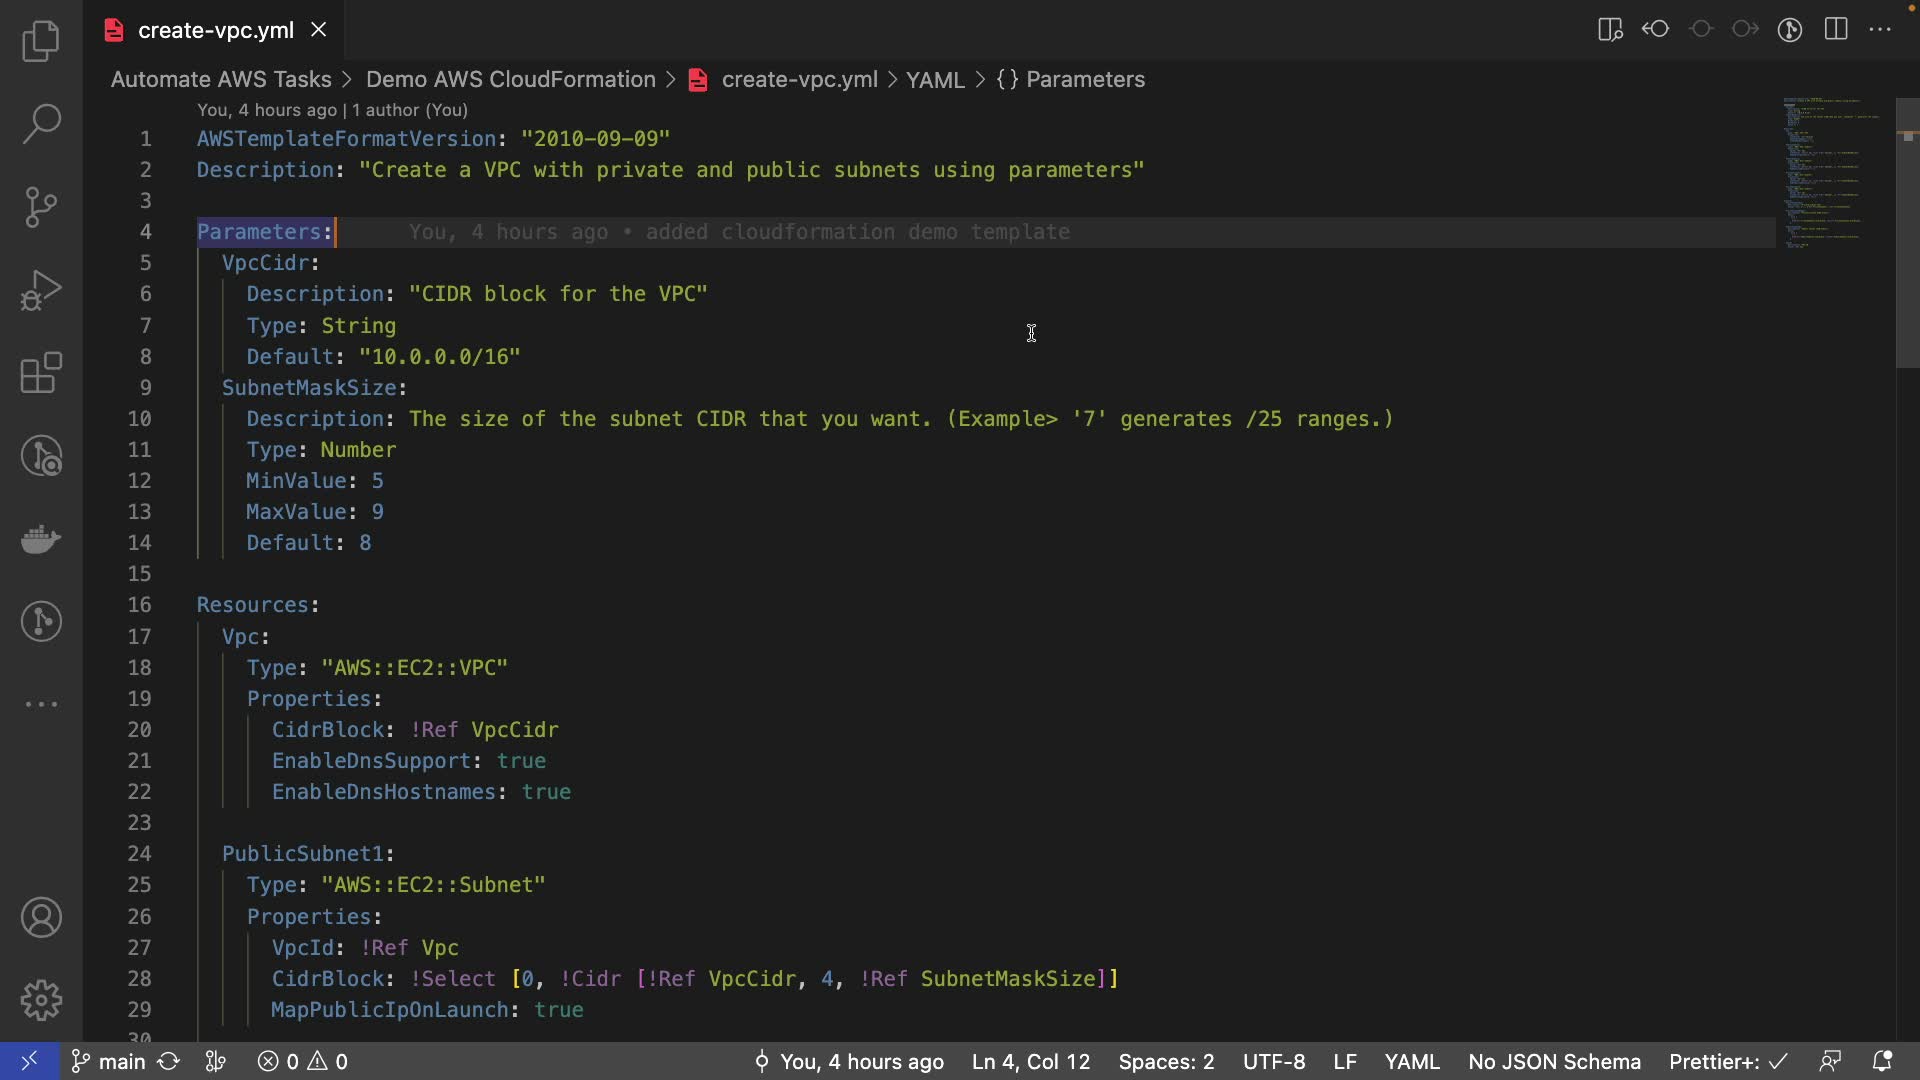 create-vpc.yml
Automate AWS Tasks > Demo AWS CloudFormation > create-vpc.yml > YAML > {} Parameters
You, 4 hours ago | 1 author (You)
1 AWSTemplateFormatVersion: "2010-09-09"
2 Description: "Create a VPC with private and public subnets using parameters"
3
4 Parameters: You, 4 hours ago • added cloudformation demo template
5 VpcCidr:
6 Description: "CIDR block for the VPC"
7 Type: String
8 Default: "10.0.0.0/16"
9 SubnetMaskSize:
10 Description: The size of the subnet CIDR that you want. (Example> '7' generates /25 ranges.)
11 Type: Number
12 MinValue: 5
13 MaxValue: 9
14 Default: 8
15
16 Resources:
17 Vpc:
18 Type: "AWS::EC2::VPC"
19 Properties:
20 CidrBlock: !Ref VpcCidr
21 EnableDnsSupport: true
22 EnableDnsHostnames: true
23
24 PublicSubnet1:
25 Type: "AWS::EC2::Subnet"
26 Properties:
27 VpcId: !Ref Vpc
28 CidrBlock: !Select [0, !Cidr [!Ref VpcCidr, 4, !Ref SubnetMaskSize]]
29 MapPublicIpOnLaunch: true
30
main 0 0 You, 4 hours ago Ln 4, Col 12 Spaces: 2 UTF-8 LF YAML No JSON Schema Prettier+: ✓